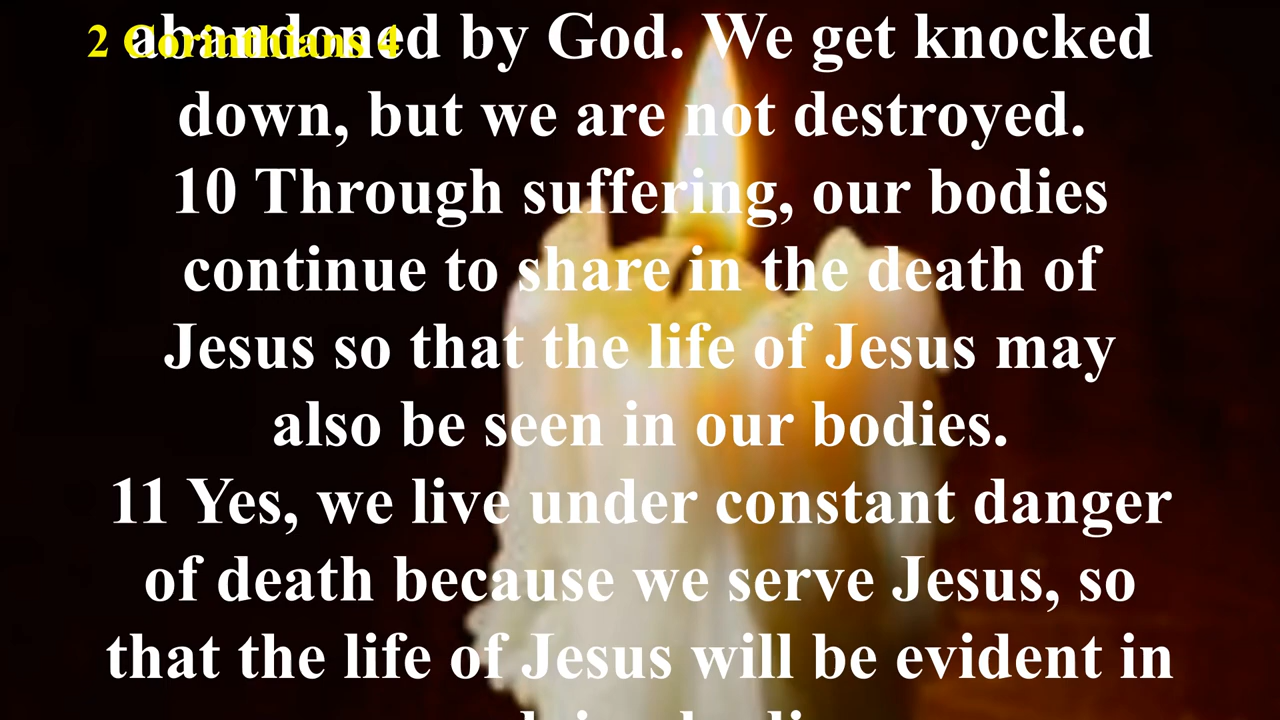 2 Corinthians 4
abandoned by God. We get knocked
down, but we are not destroyed.
10 Through suffering, our bodies
continue to share in the death of
Jesus so that the life of Jesus may
also be seen in our bodies.
11 Yes, we live under constant danger
of death because we serve Jesus, so
that the life of Jesus will be evident in